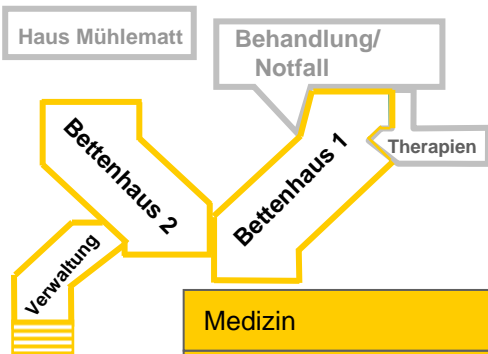 Haus Mühlematt
Behandlung/
Notfall
Bettenhaus 2
Bettenhaus 1
Therapien
Verwaltung
Medizin